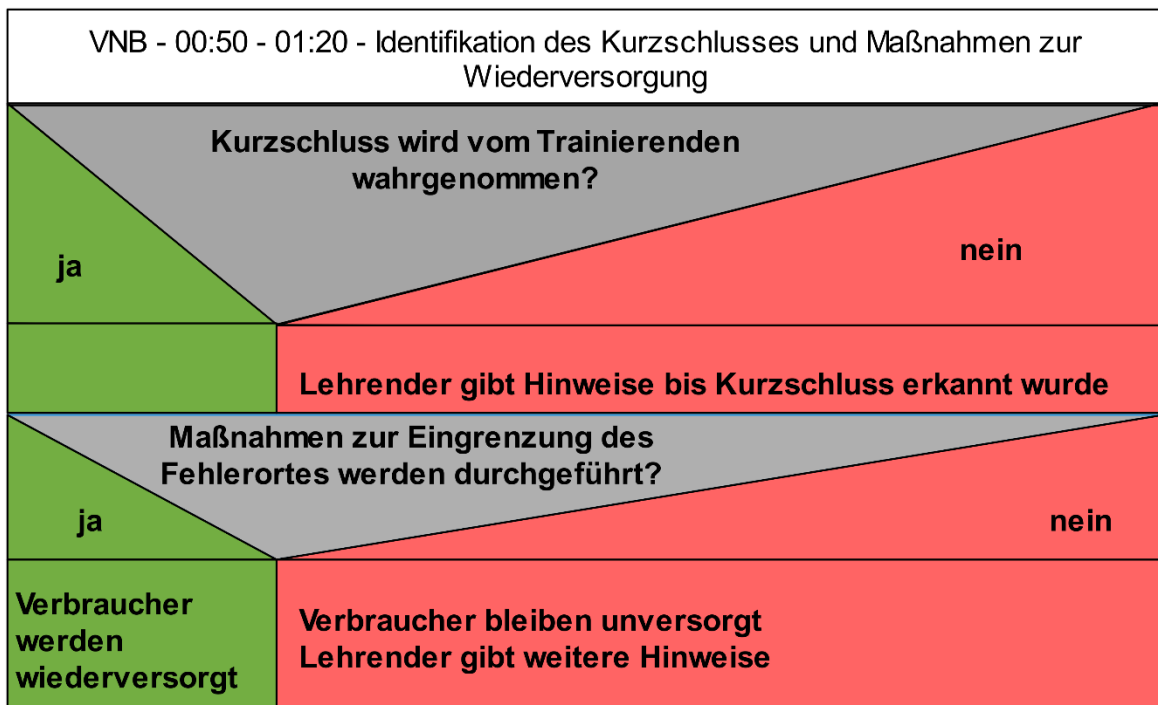 VNB - 00:50 - 01:20 - Identifikation des Kurzschlusses und Maßnahmen zur
Wiederversorgung
Kurzschluss wird vom Trainierenden
wahrgenommen?
ja
nein
Lehrender gibt Hinweise bis Kurzschluss erkannt wurde
Maßnahmen zur Eingrenzung des
Fehlerortes werden durchgeführt?
ja
nein
Verbraucher
werden
wiederversorgt
Verbraucher bleiben unversorgt
Lehrender gibt weitere Hinweise